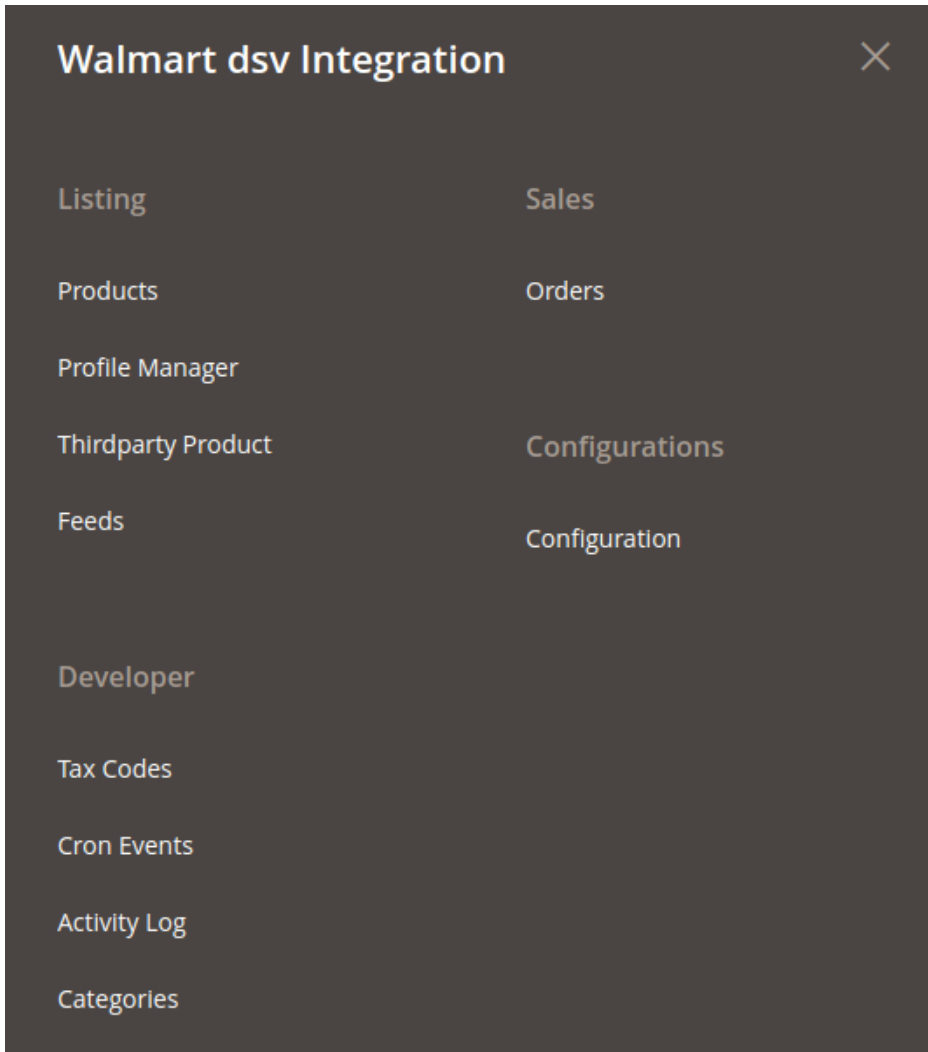 Walmart dsv Integration
Listing
Products
Profile Manager
Thirdparty Product
Feeds
Developer
Tax Codes
Cron Events
Activity Log
Categories
Sales
Orders
Configurations
Configuration